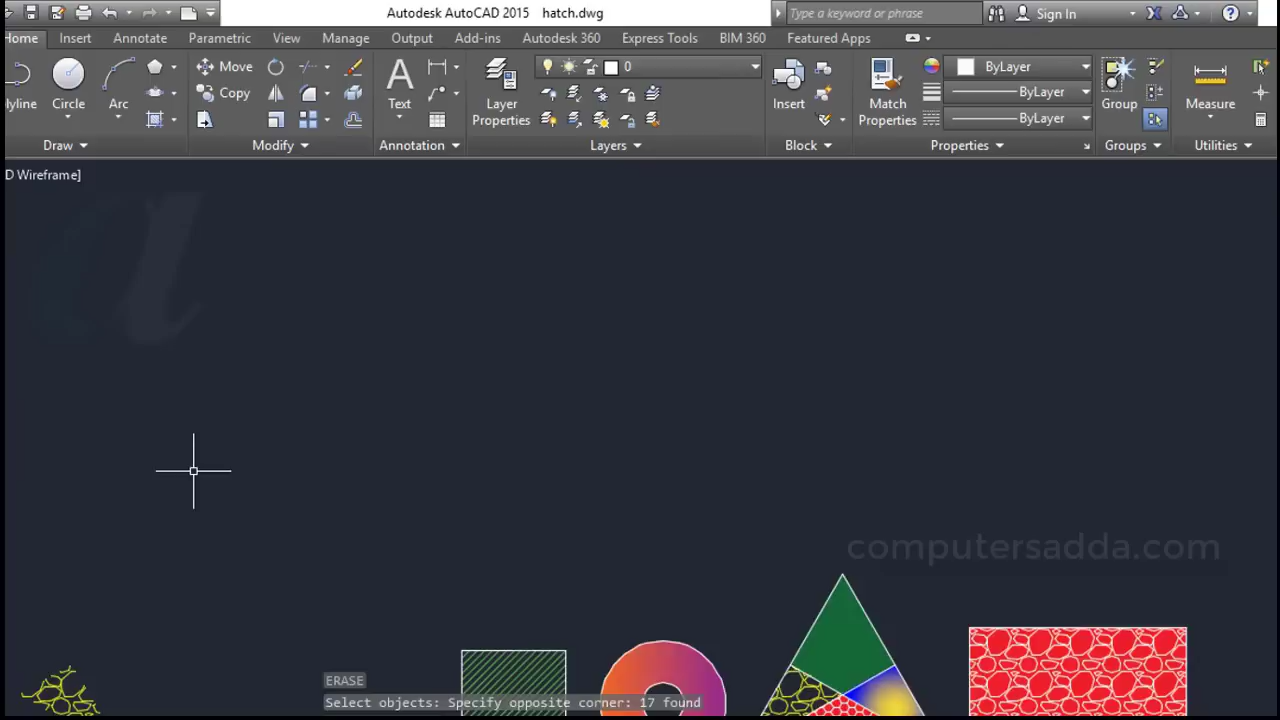 Autodesk AutoCAD 2015 hatch.dwg
Type a keyword or phrase
Sign In
Home Insert Annotate Parametric View Manage Output Add-ins Autodesk 360 Express Tools BIM 360 Featured Apps
Move
0
ByLayer
Copy
ByLayer
olyline Circle Arc
Text
Layer
Properties
Insert
Match
Properties
ByLayer
Group
Measure
Draw Modify Annotation Layers Block Properties Groups Utilities
D Wireframe]
computersadda.com
ERASE
Select objects: Specify opposite corner: 17 found